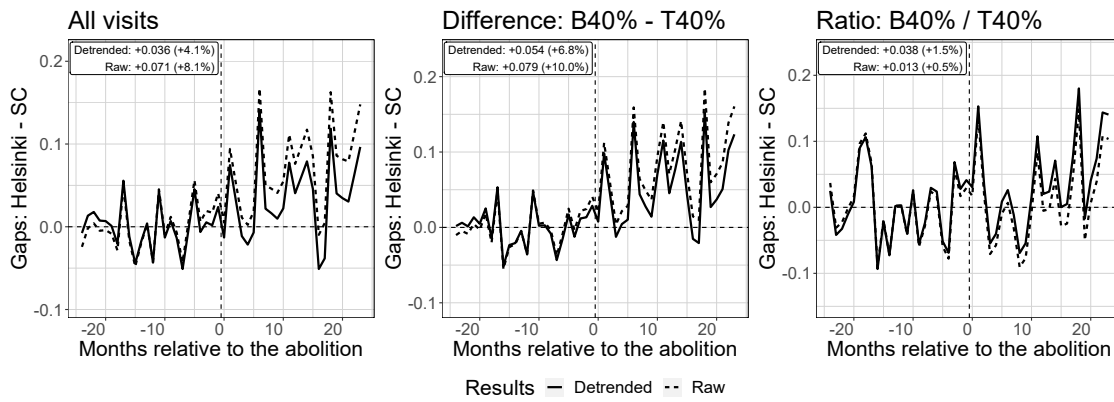 All visits
Difference: B40% - T40%
Ratio: B40% / T40%
Detrended: +0.036 (+4.1%)
Raw: +0.071 (+8.1%)
Detrended: +0.054 (+6.8%)
Raw: +0.079 (+10.0%)
Detrended: +0.038 (+1.5%)
Raw: +0.013 (+0.5%)
Gaps: Helsinki - SC
0.2
0.1
0.0
-0.1
Gaps: Helsinki - SC
0.2
0.1
0.0
-0.1
Gaps: Helsinki - SC
0.2
0.1
0.0
-0.1
-20 -10 0 10 20
-20 -10 0 10 20
-20 -10 0 10 20
Months relative to the abolition
Months relative to the abolition
Months relative to the abolition
Results Detrended Raw